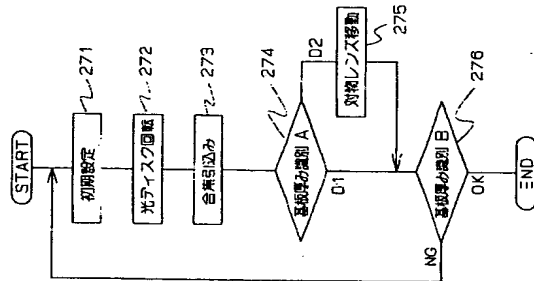 START
初期設定
271
光ディスク回転
272
合焦引込み
273
基板厚み識別 A
274
D2
対物レンズ移動
275
D1
基板厚み識別 B
276
NG
OK
END